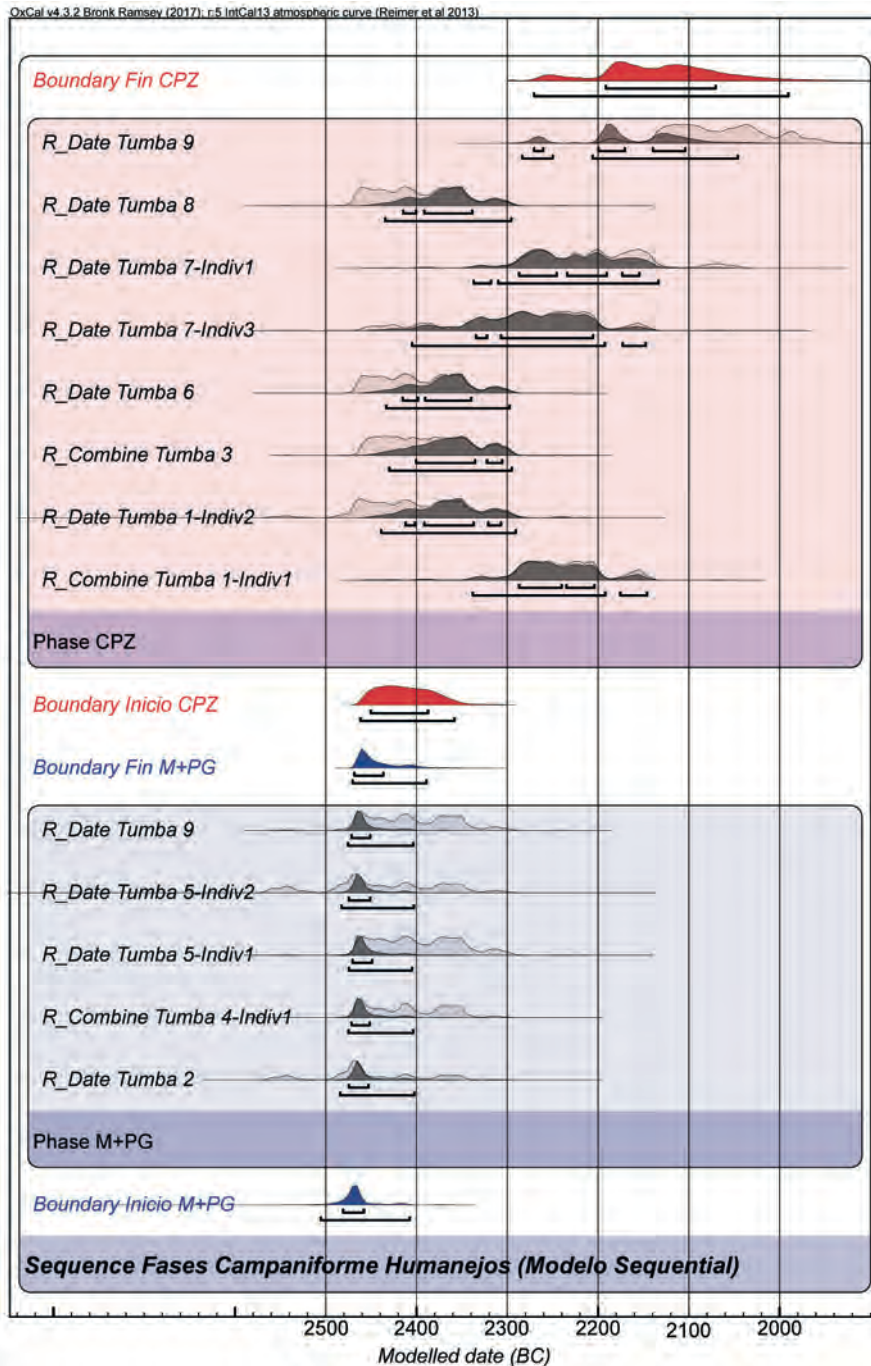 OxCal v4.3.2 Bronk Ramsey (2017); r:5 IntCal13 atmospheric curve (Reimer et al 2013)
Boundary Fin CPZ
R_Date Tumba 9
R_Date Tumba 8
R_Date Tumba 7-Indiv1
R_Date Tumba 7-Indiv3
R_Date Tumba 6
R_Combine Tumba 3
R_Date Tumba 1-Indiv2
R_Combine Tumba 1-Indiv1
Phase CPZ
Boundary Inicio CPZ
Boundary Fin M+PG
R_Date Tumba 9
R_Date Tumba 5-Indiv2
R_Date Tumba 5-Indiv1
R_Combine Tumba 4-Indiv1
R_Date Tumba 2
Phase M+PG
Boundary Inicio M+PG
Sequence Fases Campaniforme Humanejos (Modelo Sequential)
2500 2400 2300 2200 2100 2000
Modelled date (BC)